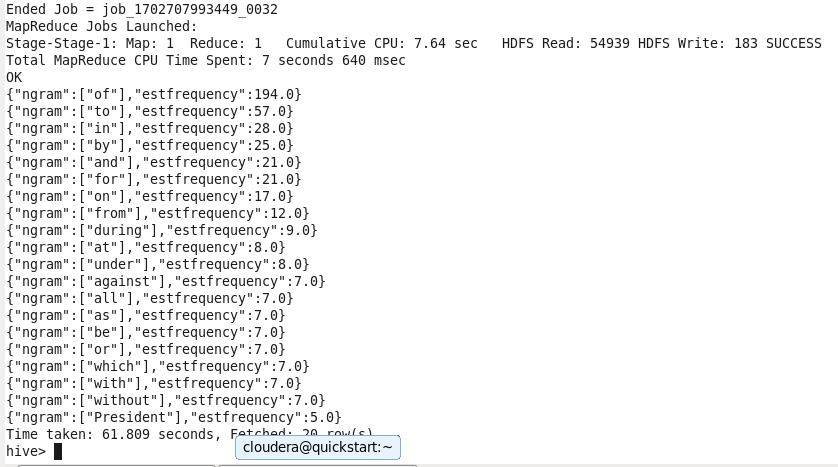 Ended Job = job_1702707993449_0032
MapReduce Jobs Launched:
Stage-Stage-1: Map: 1  Reduce: 1   Cumulative CPU: 7.64 sec   HDFS Read: 54939 HDFS Write: 183 SUCCESS
Total MapReduce CPU Time Spent: 7 seconds 640 msec
OK
{"ngram":["of"],"estfrequency":194.0}
{"ngram":["to"],"estfrequency":57.0}
{"ngram":["in"],"estfrequency":28.0}
{"ngram":["by"],"estfrequency":25.0}
{"ngram":["and"],"estfrequency":21.0}
{"ngram":["for"],"estfrequency":21.0}
{"ngram":["on"],"estfrequency":17.0}
{"ngram":["from"],"estfrequency":12.0}
{"ngram":["during"],"estfrequency":9.0}
{"ngram":["at"],"estfrequency":8.0}
{"ngram":["under"],"estfrequency":8.0}
{"ngram":["against"],"estfrequency":7.0}
{"ngram":["all"],"estfrequency":7.0}
{"ngram":["as"],"estfrequency":7.0}
{"ngram":["be"],"estfrequency":7.0}
{"ngram":["or"],"estfrequency":7.0}
{"ngram":["which"],"estfrequency":7.0}
{"ngram":["with"],"estfrequency":7.0}
{"ngram":["without"],"estfrequency":7.0}
{"ngram":["President"],"estfrequency":5.0}
Time taken: 61.809 seconds, Fetched: 20 row(s)
hive>
cloudera@quickstart:~